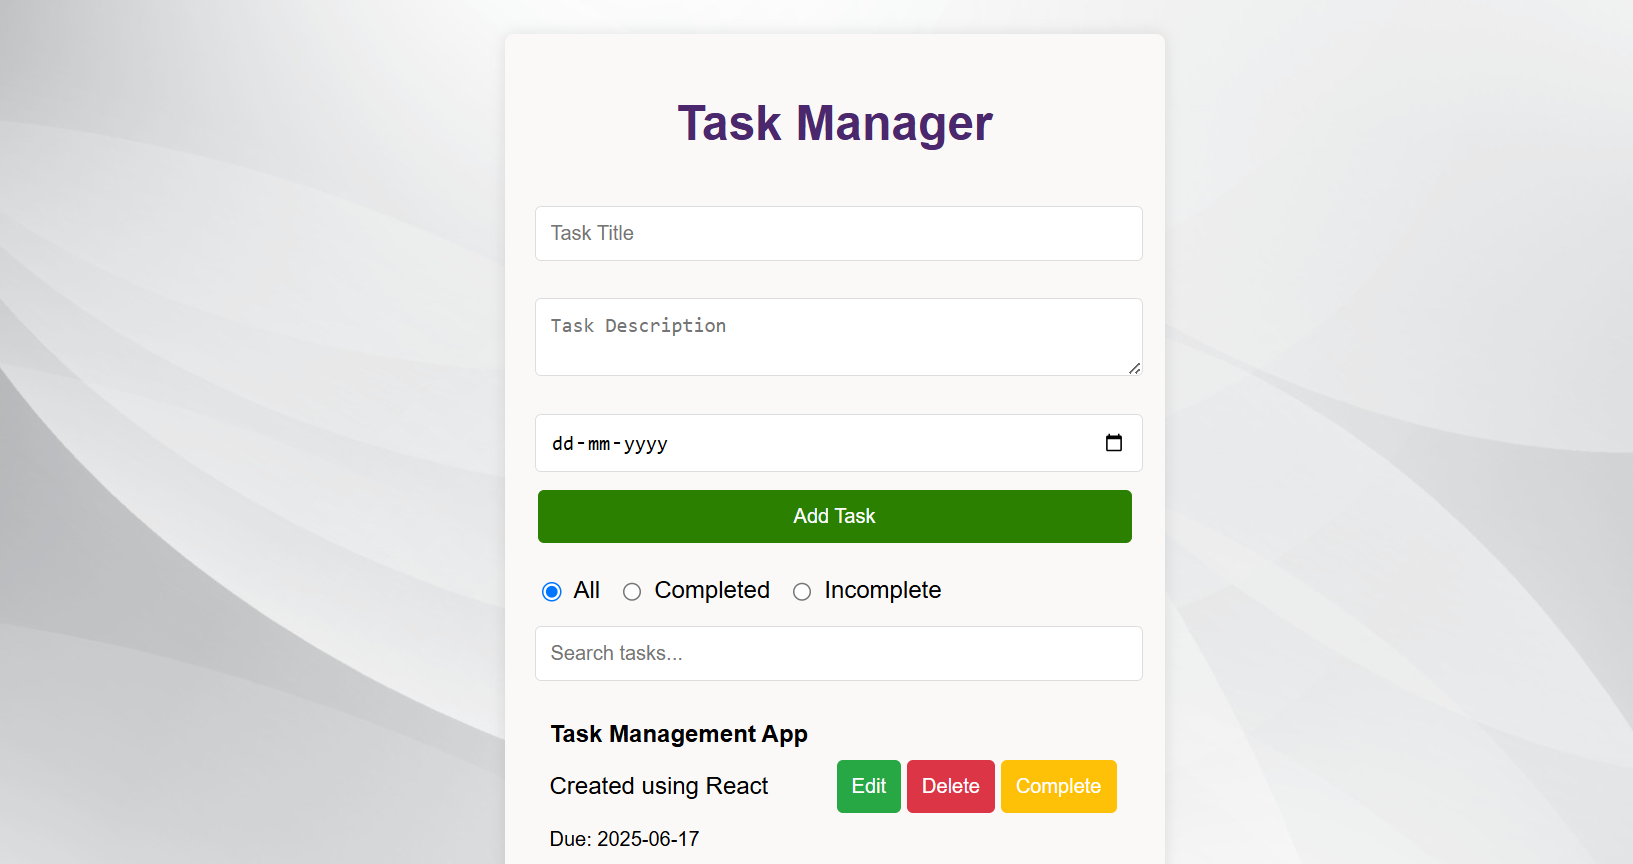 Task Manager
Task Title
Task Description
dd-mm-yyyy
Add Task
All Completed Incomplete
Search tasks...
Task Management App
Created using React Edit Delete Complete
Due: 2025-06-17